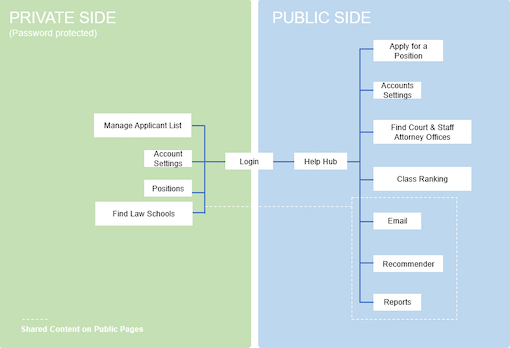 PRIVATE SIDE
(Password protected)
PUBLIC SIDE
Manage Applicant List
Account
Settings
Positions
Find Law Schools
Login
Help Hub
Apply for a
Position
Accounts
Settings
Find Court & Staff
Attorney Offices
Class Ranking
Email
Recommender
Reports
Shared Content on Public Pages